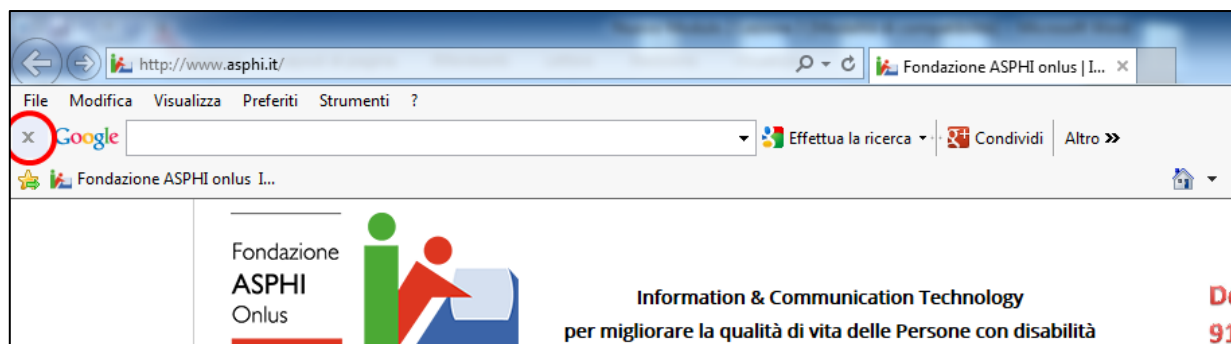 http://www.asphi.it/
Fondazione ASPHI onlus | I...
File Modifica Visualizza Preferiti Strumenti ?
x Google Effettua la ricerca Condividi Altro »
Fondazione ASPHI onlus I...
Fondazione
ASPHI
Onlus
Information & Communication Technology
per migliorare la qualità di vita delle Persone con disabilità